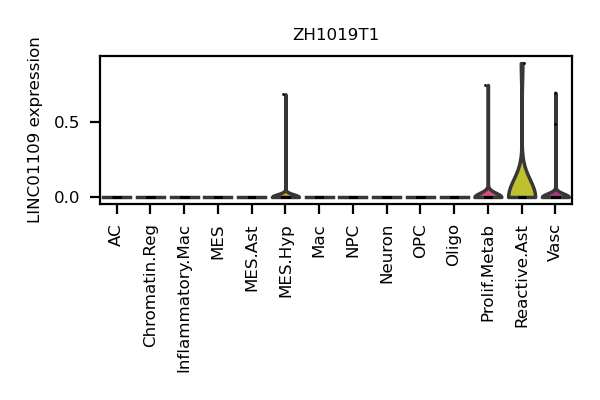 ZH1019T1
LINC01109 expression
0.5
0.0
AC
Chromatin.Reg
Inflammatory.Mac
MES
MES.Ast
MES.Hyp
Mac
NPC
Neuron
OPC
Oligo
Prolif.Metab
Reactive.Ast
Vasc